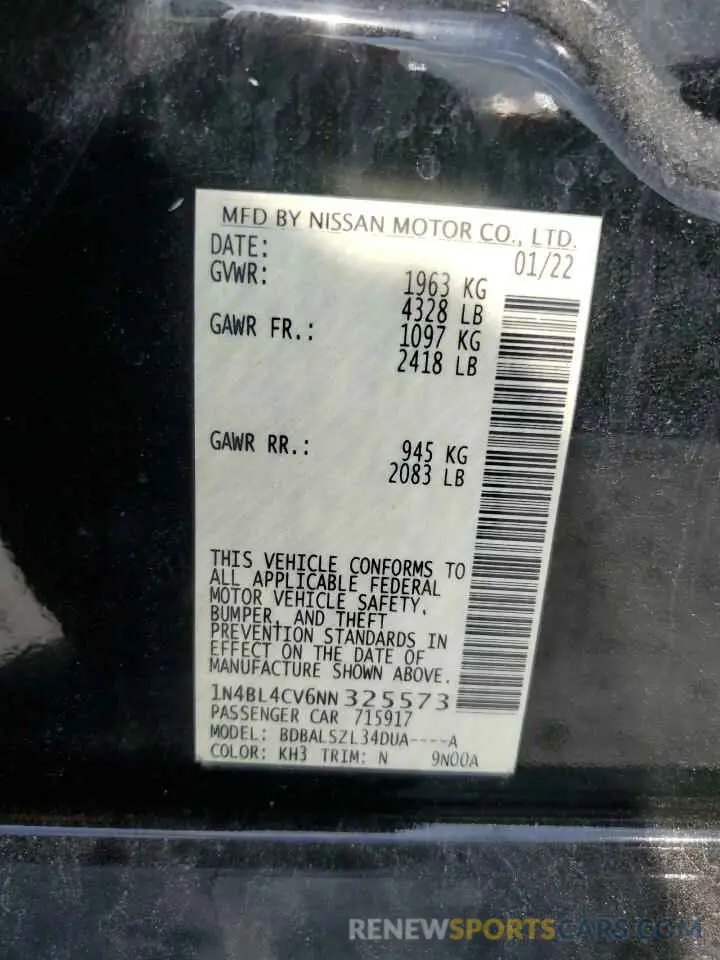 MFD BY NISSAN MOTOR CO., LTD.
DATE: 01/22
GVWR: 1963 KG
4328 LB
GAWR FR.: 1097 KG
2418 LB
GAWR RR.: 945 KG
2083 LB
THIS VEHICLE CONFORMS TO
ALL APPLICABLE FEDERAL
MOTOR VEHICLE SAFETY,
BUMPER, AND THEFT
PREVENTION STANDARDS IN
EFFECT ON THE DATE OF
MANUFACTURE SHOWN ABOVE.
1N4BL4CV6NN325573
PASSENGER CAR 715917
MODEL: BDBALSZL34DUA----A
COLOR: KH3 TRIM: N 9N00A
RENEWSPORTSCARS.COM